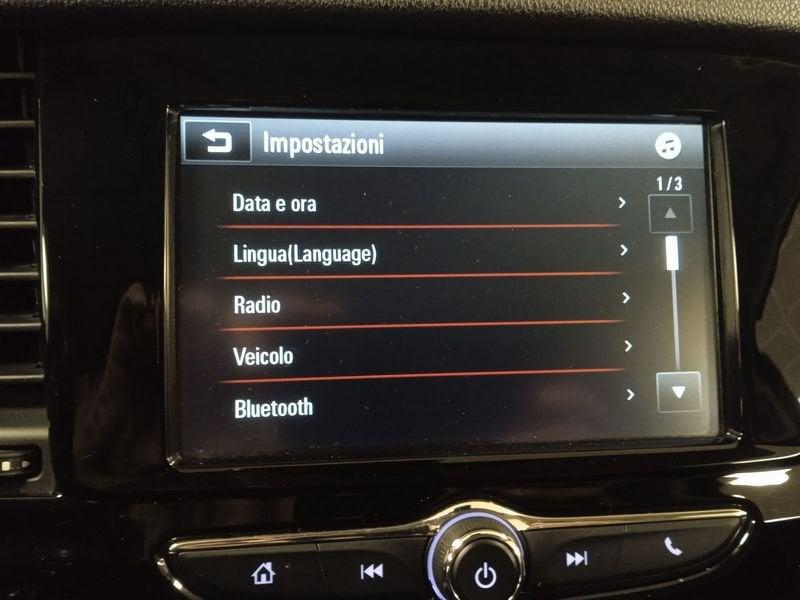 Impostazioni
1/3
Data e ora
Lingua(Language)
Radio
Veicolo
Bluetooth